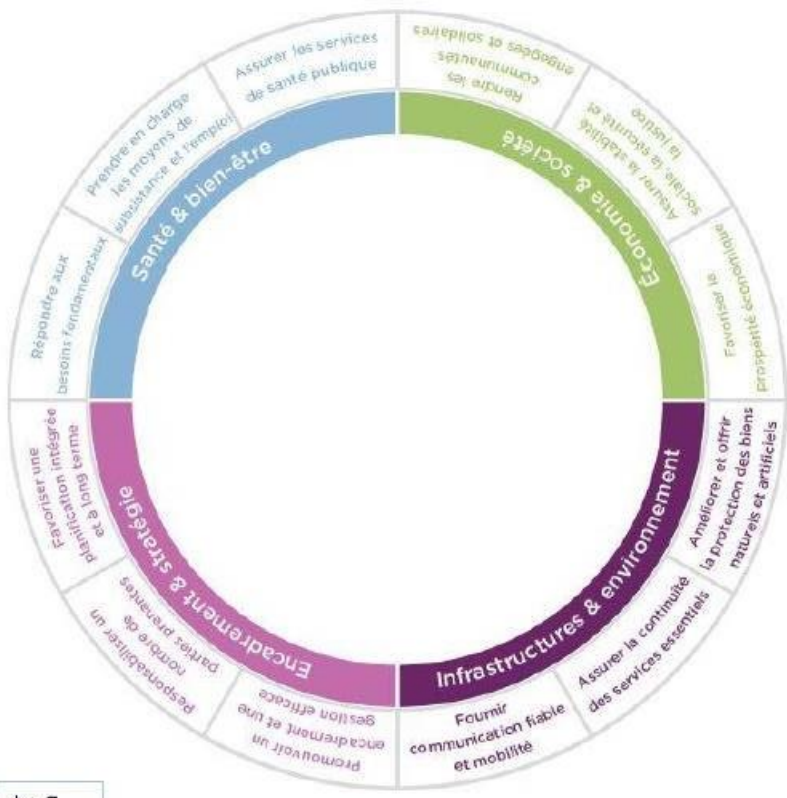 Assurer les services
de santé publique
Prendre en charge
les moyens de
subsistance et l'emploi
Répondre aux
besoins fondamentaux
Santé & bien-être
Rendre les
communautés
engagées et solidaires
Assurer la stabilité
sociale, la sécurité et
la justice
Favoriser la
prospérité économique
Économie & société
Améliorer et offrir
la protection des biens
naturels et artificiels
Assurer la continuité
des services essentiels
Fournir
communication fiable
et mobilité
Infrastructures & environnement
Promouvoir un
encadrement et une
gestion efficace
Responsabiliser un
nombre de
parties prenantes
Favoriser une
planification intégrée
et à long terme
Encadrement & stratégie